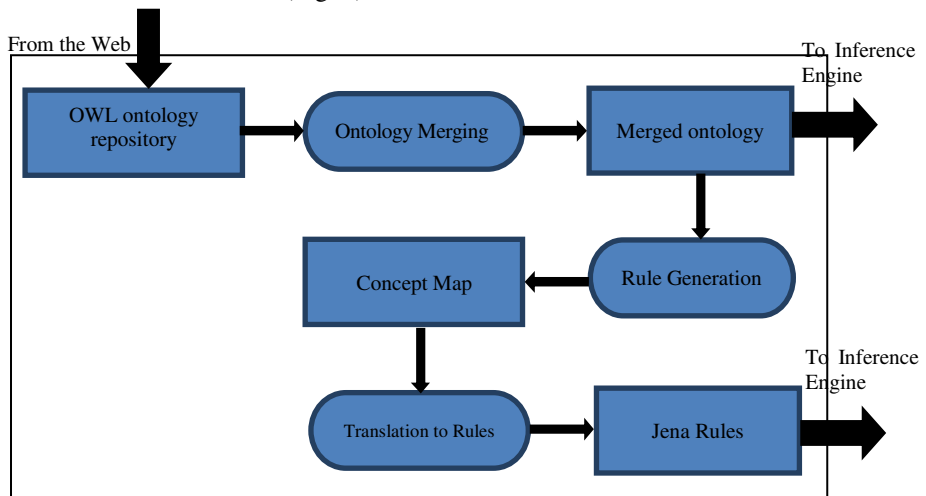 From the Web
To Inference
Engine
OWL ontology
repository
Ontology Merging
Merged ontology
Concept Map
Rule Generation
To Inference
Engine
Translation to Rules
Jena Rules